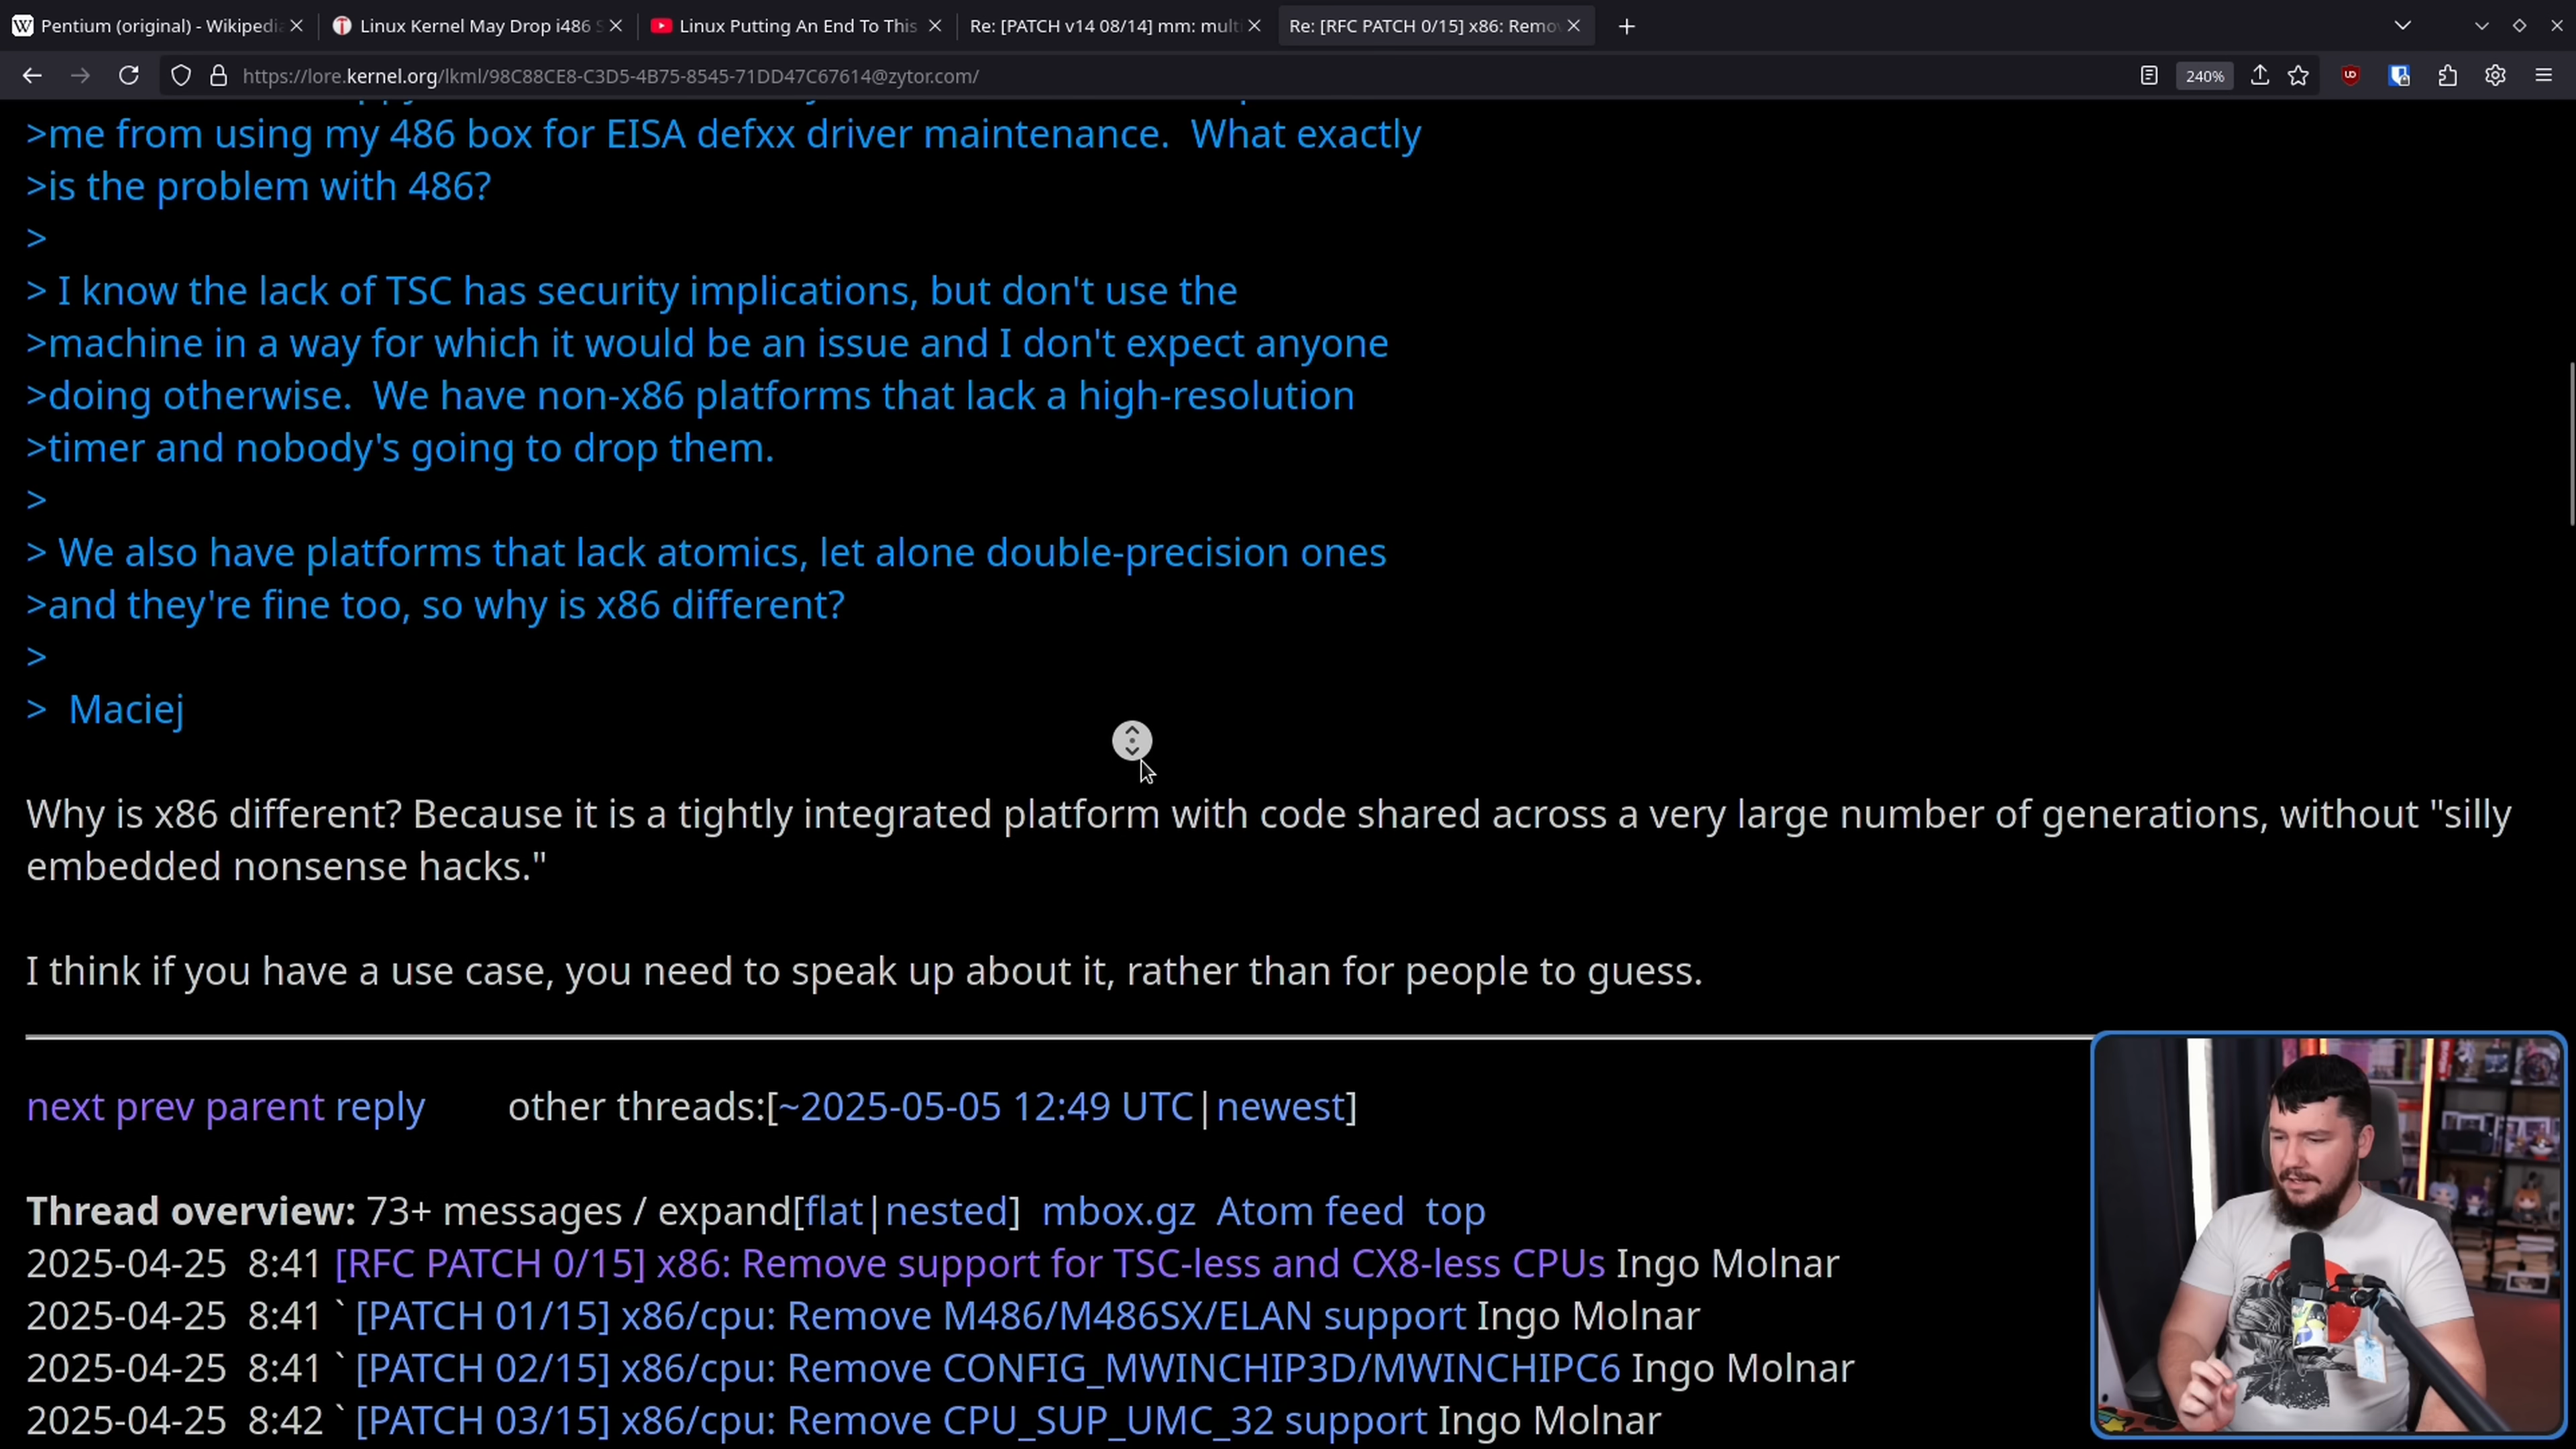 Pentium (original) - Wikipedia
Linux Kernel May Drop i486 S
Linux Putting An End To This
Re: [PATCH v14 08/14] mm: multi
Re: [RFC PATCH 0/15] x86: Remo
https://lore.kernel.org/lkml/98C88CE8-C3D5-4B75-8545-71DD47C67614@zytor.com/
240%
>me from using my 486 box for EISA defxx driver maintenance.  What exactly
>is the problem with 486?
>
> I know the lack of TSC has security implications, but don't use the
>machine in a way for which it would be an issue and I don't expect anyone
>doing otherwise.  We have non-x86 platforms that lack a high-resolution
>timer and nobody's going to drop them.
>
> We also have platforms that lack atomics, let alone double-precision ones
>and they're fine too, so why is x86 different?
>
>  Maciej
Why is x86 different? Because it is a tightly integrated platform with code shared across a very large number of generations, without "silly
embedded nonsense hacks."
I think if you have a use case, you need to speak up about it, rather than for people to guess.
next prev parent reply	other threads:[~2025-05-05 12:49 UTC|newest]
Thread overview: 73+ messages / expand[flat|nested]  mbox.gz  Atom feed  top
2025-04-25  8:41 [RFC PATCH 0/15] x86: Remove support for TSC-less and CX8-less CPUs Ingo Molnar
2025-04-25  8:41 ` [PATCH 01/15] x86/cpu: Remove M486/M486SX/ELAN support Ingo Molnar
2025-04-25  8:41 ` [PATCH 02/15] x86/cpu: Remove CONFIG_MWINCHIP3D/MWINCHIPC6 Ingo Molnar
2025-04-25  8:42 ` [PATCH 03/15] x86/cpu: Remove CPU_SUP_UMC_32 support Ingo Molnar